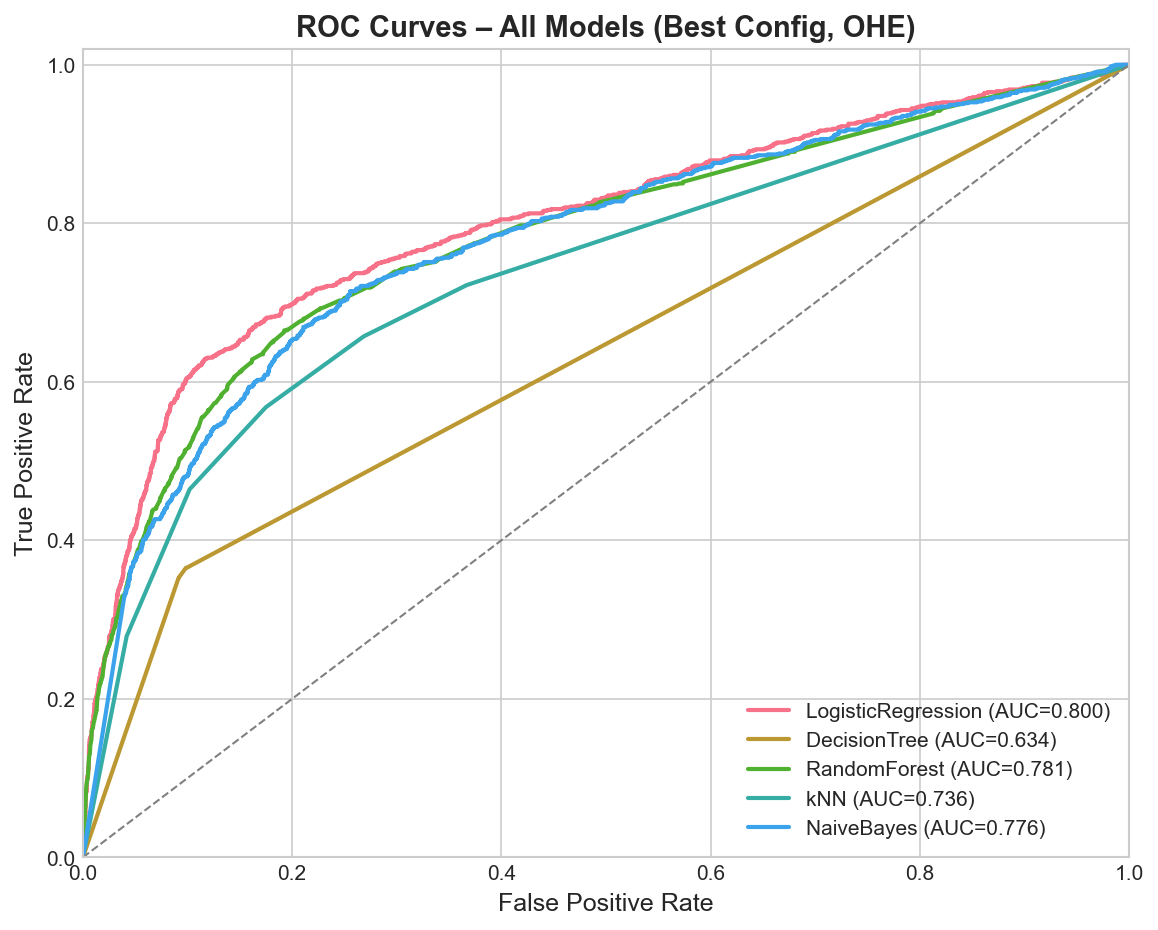 ROC Curves – All Models (Best Config, OHE)
True Positive Rate
1.0
0.8
0.6
0.4
0.2
0.0
0.0 0.2 0.4 0.6 0.8 1.0
False Positive Rate
LogisticRegression (AUC=0.800)
DecisionTree (AUC=0.634)
RandomForest (AUC=0.781)
kNN (AUC=0.736)
NaiveBayes (AUC=0.776)